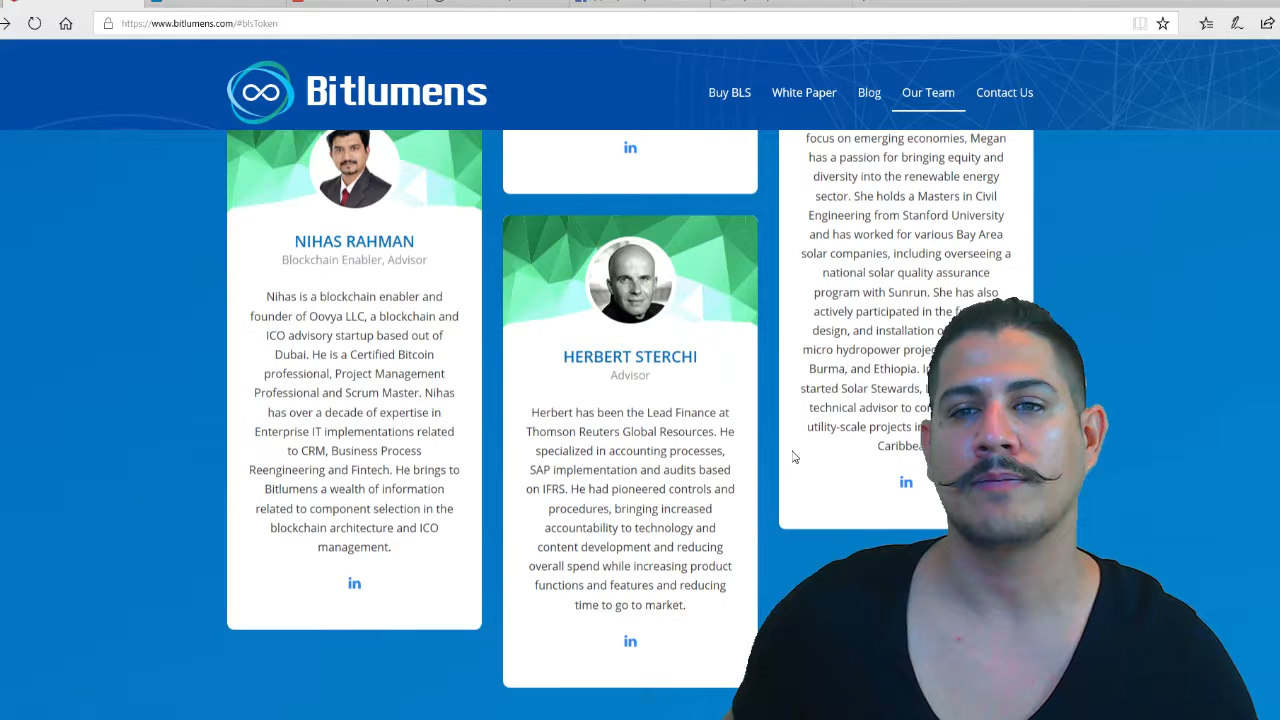 https://www.bitlumens.com/#blsToken
Bitlumens
Buy BLS
White Paper
Blog
Our Team
Contact Us
NIHAS RAHMAN
Blockchain Enabler, Advisor
Nihas is a blockchain enabler and
founder of Oovya LLC, a blockchain and
ICO advisory startup based out of
Dubai. He is a Certified Bitcoin
professional, Project Management
Professional and Scrum Master. Nihas
has over a decade of expertise in
Enterprise IT implementations related
to CRM, Business Process
Reengineering and Fintech. He brings to
Bitlumens a wealth of information
related to component selection in the
blockchain architecture and ICO
management.
in
in
HERBERT STERCHI
Advisor
Herbert has been the Lead Finance at
Thomson Reuters Global Resources. He
specialized in accounting processes,
SAP implementation and audits based
on IFRS. He had pioneered controls and
procedures, bringing increased
accountability to technology and
content development and reducing
overall spend while increasing product
functions and features and reducing
time to go to market.
in
focus on emerging economies, Megan
has a passion for bringing equity and
diversity into the renewable energy
sector. She holds a Masters in Civil
Engineering from Stanford University
and has worked for various Bay Area
solar companies, including overseeing a
national solar quality assurance
program with Sunrun. She has also
actively participated in the
design, and installation
micro hydropower
Burma, and Ethiopia.
started Solar Stewards,
technical advisor to
utility-scale projects
in